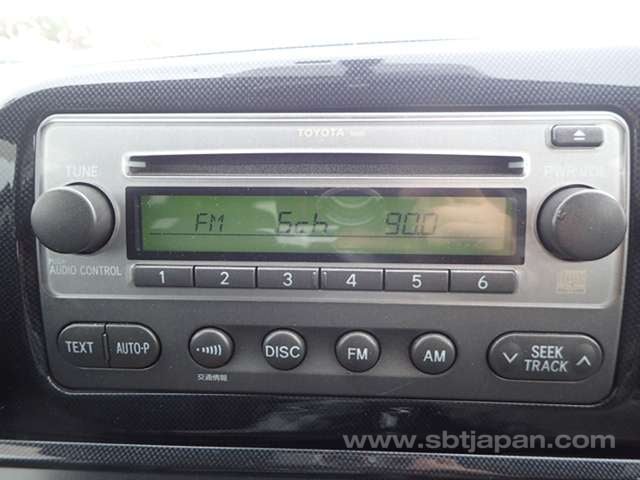 TOYOTA
TUNE
PWR·VOL
FM 6ch 90.0
AUDIO CONTROL
1 2 3 4 5 6
TEXT AUTO·P DISC FM AM SEEK
TRACK
交通情報
www.sbtjapan.com